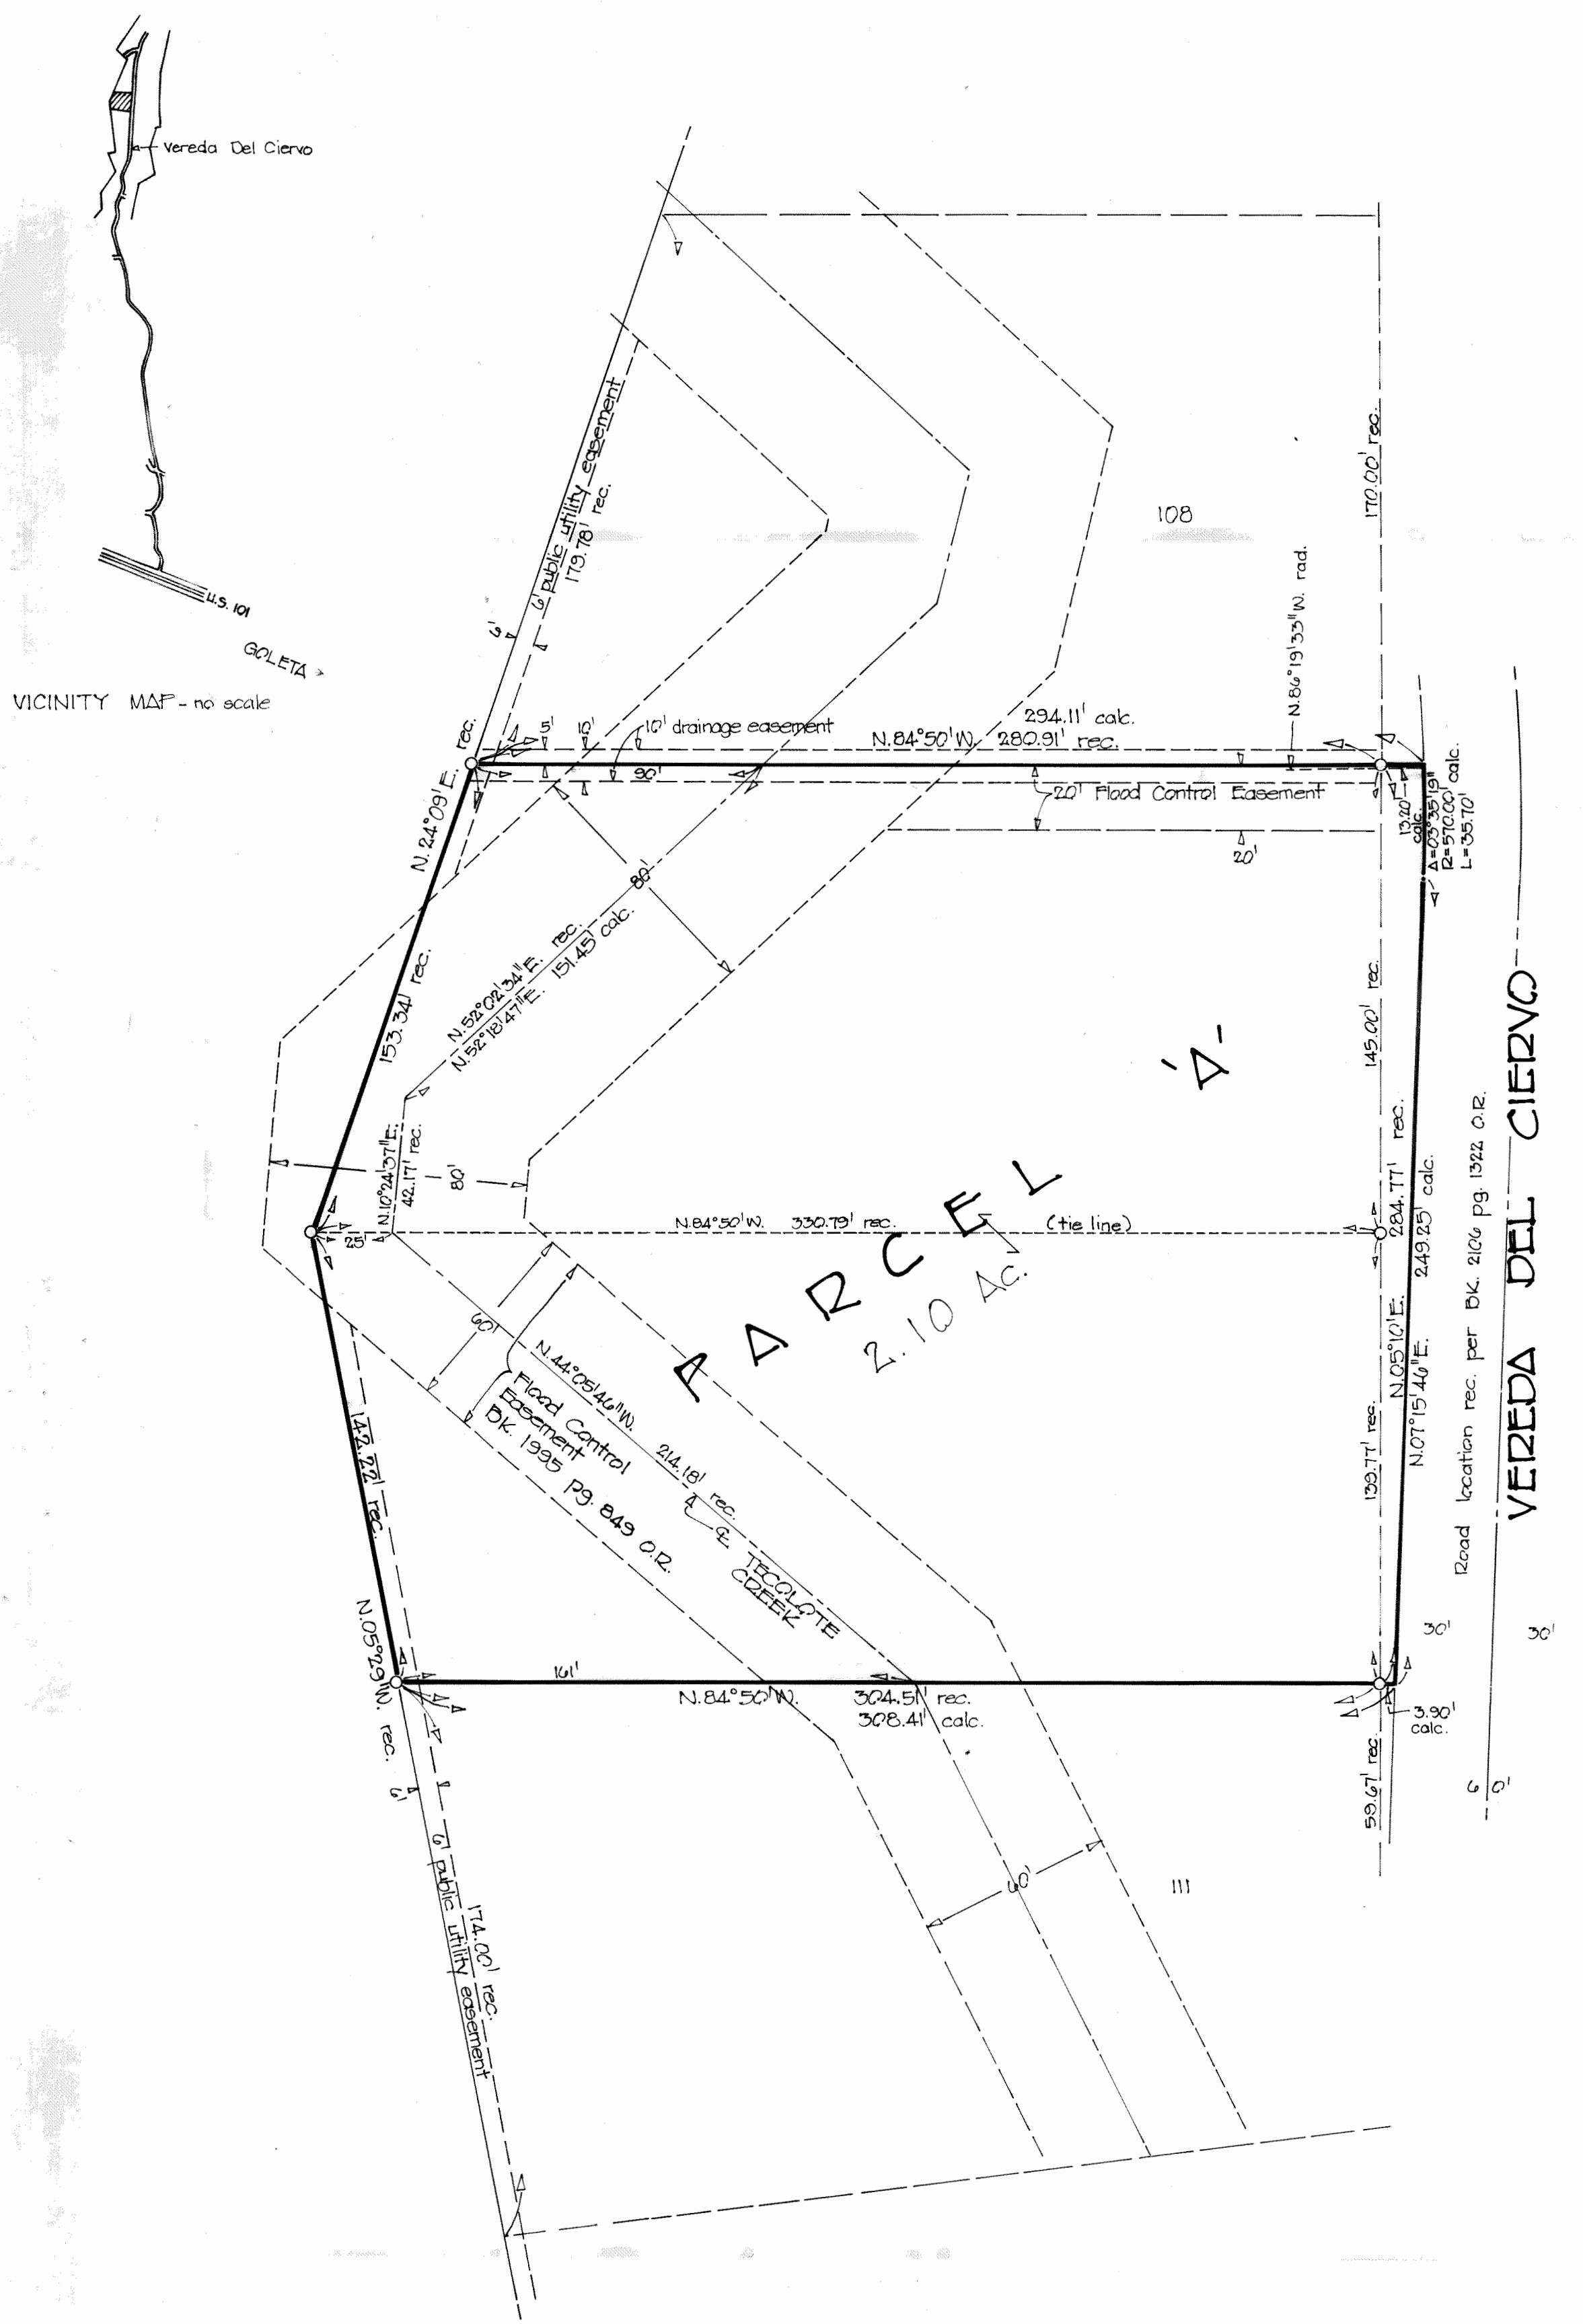 Vereda Del Ciervo
U.S. 101
GOLETA
VICINITY MAP - no scale
6' public utility easement
179.78' rec.
6'
108
170.00' rec.
N.86°19'33"W. rad.
5'
10'
10' drainage easement
294.11' calc.
N.84°50'W. 280.91' rec.
90'
20' Flood Control Easement
20'
13.20'
calc.
Δ=03°35'19"
R=570.00' calc.
L=35.70'
N.24°09'E. rec.
153.34' rec.
80'
N.52°02'34"E. rec.
N.52°18'47"E. 151.45' calc.
145.00' rec.
N.10°24'37"E.
42.17' rec.
80'
25'
N.84°50'W. 330.79' rec. (tie line)
PARCEL 'A'
2.10 Ac.
N.05°10'E. 284.77' rec.
N.07°15'46"E. 249.25' calc.
Road location rec. per BK. 2106 pg. 1322 O.R.
VEREDA DEL CIERVO
60'
Flood Control
Easement
BK. 1995 pg. 849 O.R.
N.44°05'46"W. 214.18' rec.
℄ TECOLOTE
CREEK
142.22' rec.
N.05°29'W. rec.
139.77' rec.
161'
N.84°50'W. 304.51' rec.
308.41' calc.
3.90'
calc.
30'
30'
60'
59.67' rec.
6'
6' public utility easement
174.00' rec.
60'
111